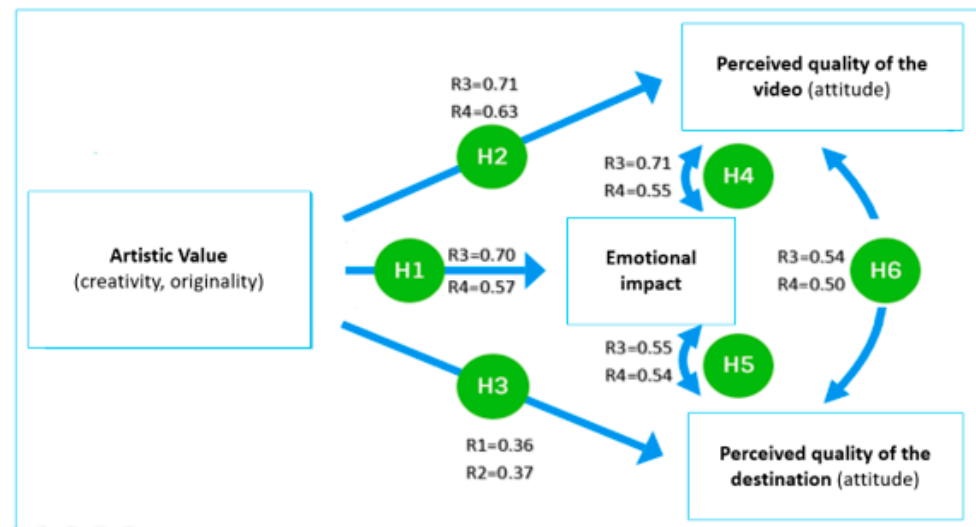 Perceived quality of the
video (attitude)
R3=0.71
R4=0.63
H2
R3=0.71
R4=0.55
H4
Artistic Value
(creativity, originality)
H1
R3=0.70
R4=0.57
Emotional
impact
R3=0.54
R4=0.50
H6
R3=0.55
R4=0.54
H5
H3
R1=0.36
R2=0.37
Perceived quality of the
destination (attitude)